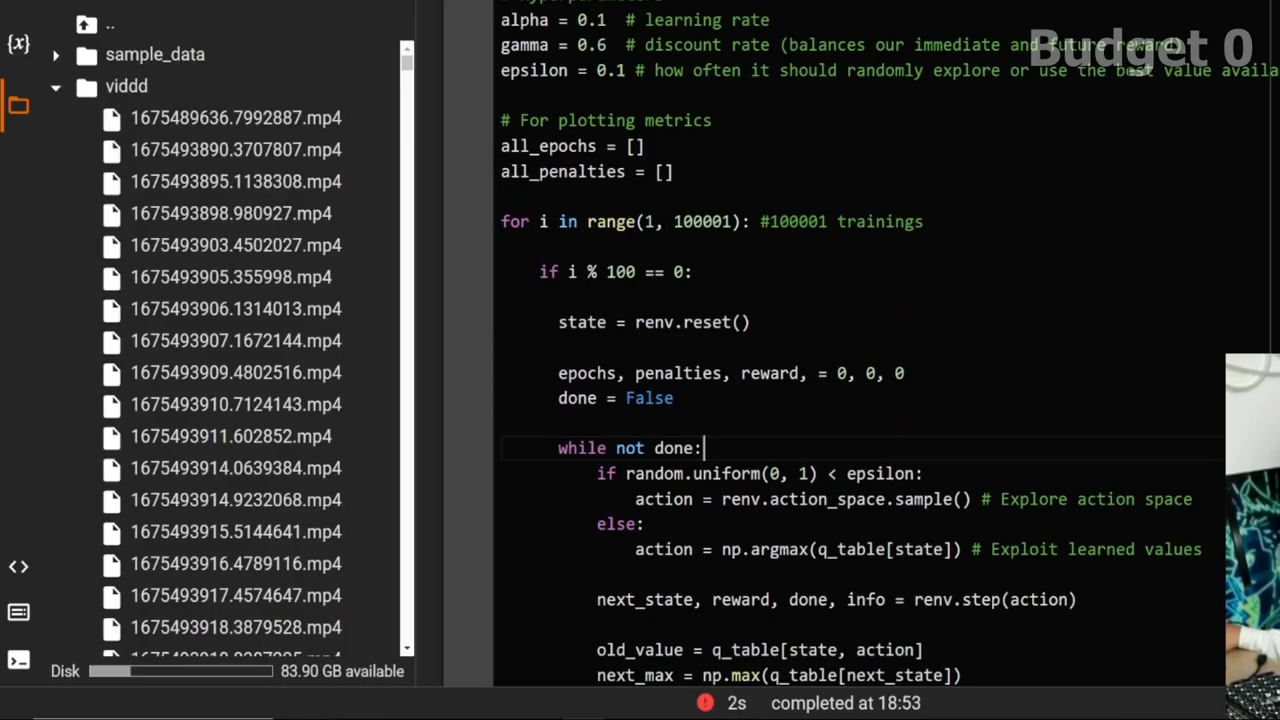 ..
{x}
sample_data
viddd
1675489636.7992887.mp4
1675493890.3707807.mp4
1675493895.1138308.mp4
1675493898.980927.mp4
1675493903.4502027.mp4
1675493905.355998.mp4
1675493906.1314013.mp4
1675493907.1672144.mp4
1675493909.4802516.mp4
1675493910.7124143.mp4
1675493911.602852.mp4
1675493914.0639384.mp4
1675493914.9232068.mp4
1675493915.5144641.mp4
1675493916.4789116.mp4
1675493917.4574647.mp4
1675493918.3879528.mp4
Disk 83.90 GB available
alpha = 0.1 # learning rate
gamma = 0.6 # discount rate (balances our immediate and future reward)
epsilon = 0.1 # how often it should randomly explore or use the best value availa
# For plotting metrics
all_epochs = []
all_penalties = []
for i in range(1, 100001): #100001 trainings
if i % 100 == 0:
state = renv.reset()
epochs, penalties, reward, = 0, 0, 0
done = False
while not done:
if random.uniform(0, 1) < epsilon:
action = renv.action_space.sample() # Explore action space
else:
action = np.argmax(q_table[state]) # Exploit learned values
next_state, reward, done, info = renv.step(action)
old_value = q_table[state, action]
next_max = np.max(q_table[next_state])
Budget 0
2s completed at 18:53